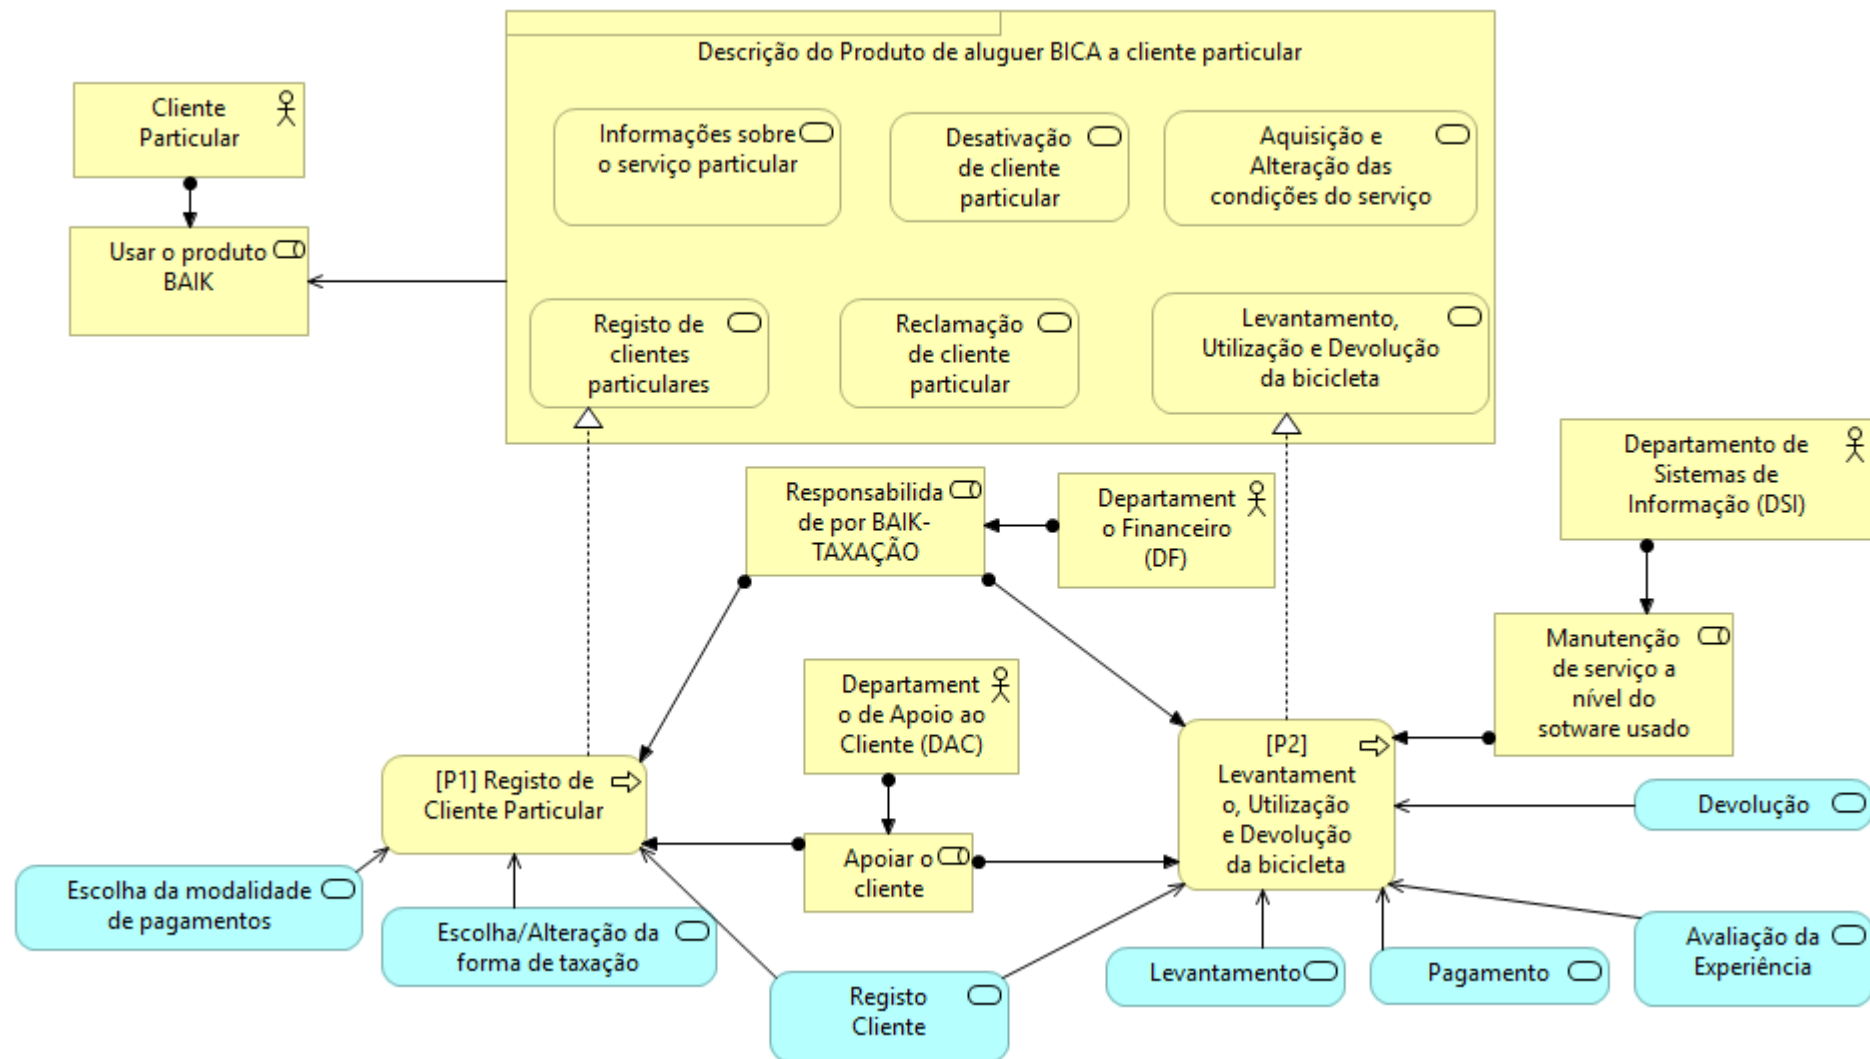 Descrição do Produto de aluguer BICA a cliente particular
Cliente
Particular
Usar o produto
BAIK
Informações sobre
o serviço particular
Desativação
de cliente
particular
Aquisição e
Alteração das
condições do serviço
Registo de
clientes
particulares
Reclamação
de cliente
particular
Levantamento,
Utilização e Devolução
da bicicleta
Responsabilida
de por BAIK-
TAXAÇÃO
Departament
o Financeiro
(DF)
Departamento de
Sistemas de
Informação (DSI)
Manutenção
de serviço a
nível do
sotware usado
Departament
o de Apoio ao
Cliente (DAC)
[P1] Registo de
Cliente Particular
Apoiar o
cliente
[P2]
Levantament
o, Utilização
e Devolução
da bicicleta
Devolução
Escolha da modalidade
de pagamentos
Escolha/Alteração da
forma de taxação
Registo
Cliente
Levantamento
Pagamento
Avaliação da
Experiência